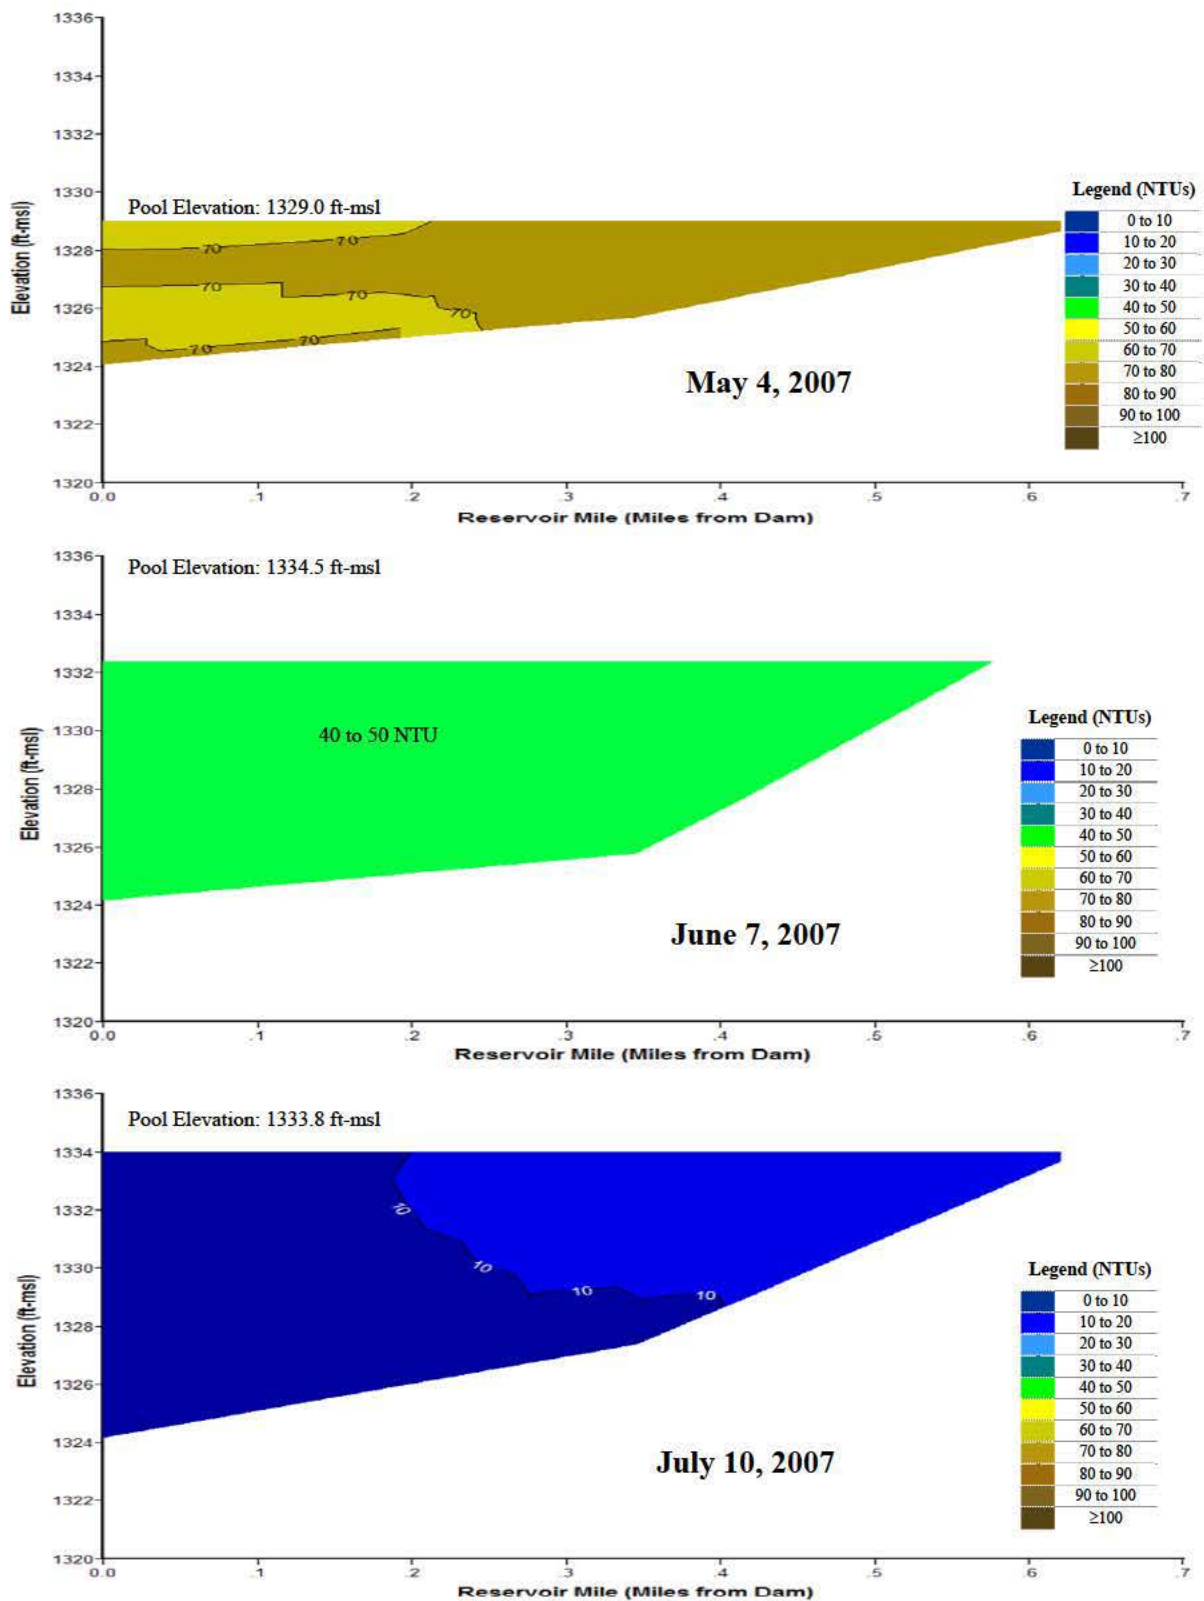 1336
1334
1332
1330
1328
1326
1324
1322
1320
Elevation (ft-msl)
Pool Elevation: 1329.0 ft-msl
70
70
70
70
70
70
70
May 4, 2007
Legend (NTUs)
0 to 10
10 to 20
20 to 30
30 to 40
40 to 50
50 to 60
60 to 70
70 to 80
80 to 90
90 to 100
≥100
0.0 .1 .2 .3 .4 .5 .6 .7
Reservoir Mile (Miles from Dam)
1336
1334
1332
1330
1328
1326
1324
1322
1320
Elevation (ft-msl)
Pool Elevation: 1334.5 ft-msl
40 to 50 NTU
June 7, 2007
Legend (NTUs)
0 to 10
10 to 20
20 to 30
30 to 40
40 to 50
50 to 60
60 to 70
70 to 80
80 to 90
90 to 100
≥100
0.0 .1 .2 .3 .4 .5 .6 .7
Reservoir Mile (Miles from Dam)
1336
1334
1332
1330
1328
1326
1324
1322
1320
Elevation (ft-msl)
Pool Elevation: 1333.8 ft-msl
10
10
10
10
July 10, 2007
Legend (NTUs)
0 to 10
10 to 20
20 to 30
30 to 40
40 to 50
50 to 60
60 to 70
70 to 80
80 to 90
90 to 100
≥100
0.0 .1 .2 .3 .4 .5 .6 .7
Reservoir Mile (Miles from Dam)